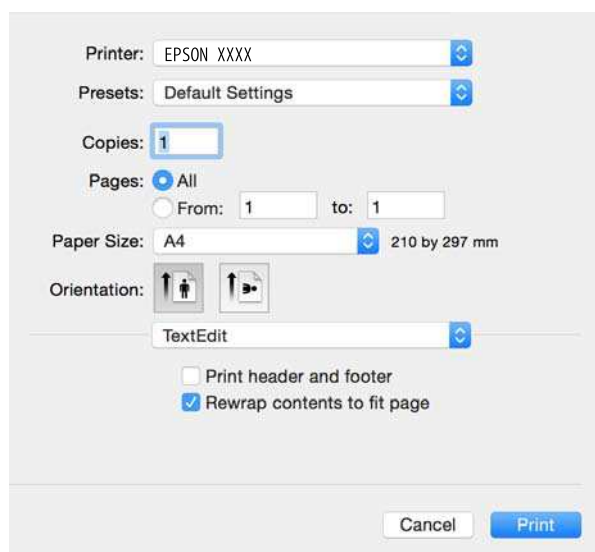 Printer: EPSON XXXX
Presets: Default Settings
Copies: 1
Pages: All
From: 1 to: 1
Paper Size: A4 210 by 297 mm
Orientation:
TextEdit
Print header and footer
Rewrap contents to fit page
Cancel Print